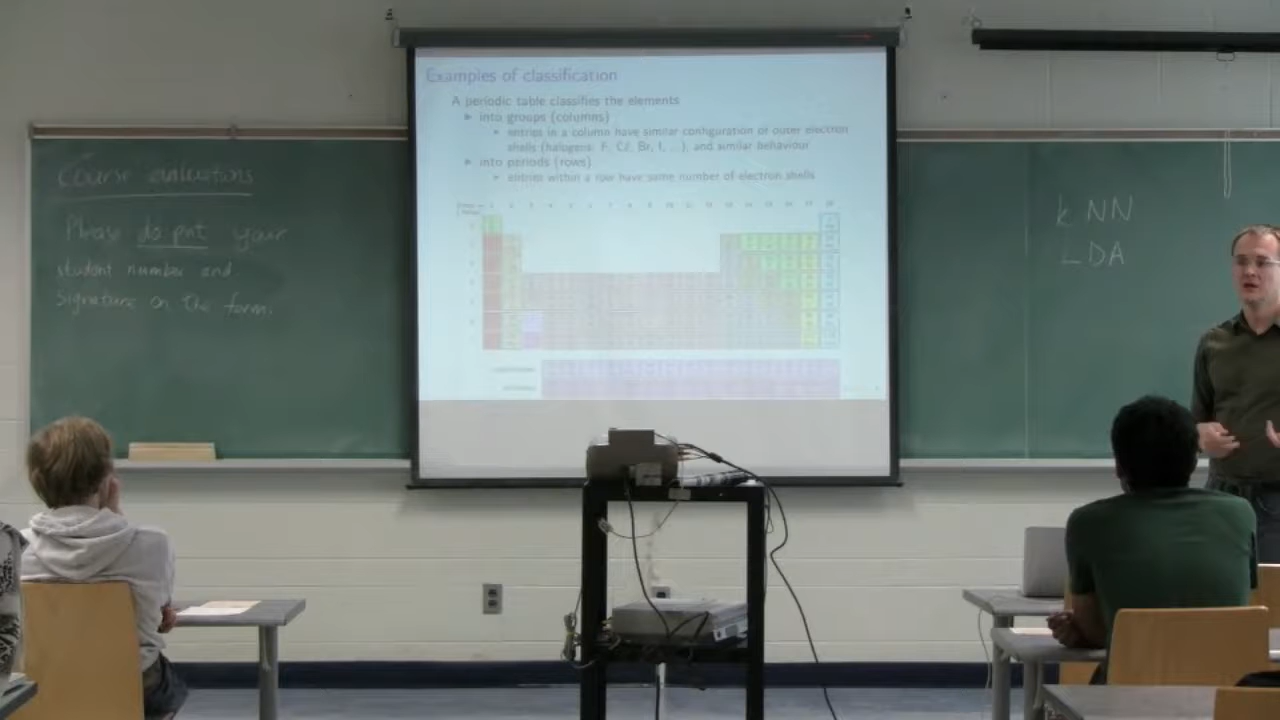 Course evaluations
Please do put your
student number and
signature on the form.
Examples of classification
A periodic table classifies the elements
into groups (columns)
entries in a column have similar configuration of outer electron
shells (halogens: F, Cl, Br, I, ...), and similar behaviour
into periods (rows)
entries within a row have same number of electron shells
k NN
LDA